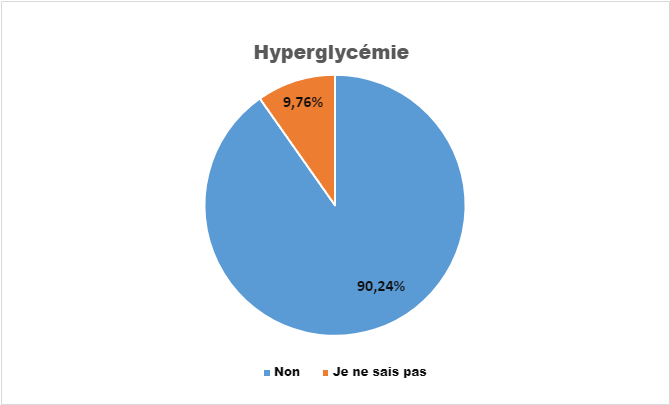 Hyperglycémie
9,76%
90,24%
Non
Je ne sais pas